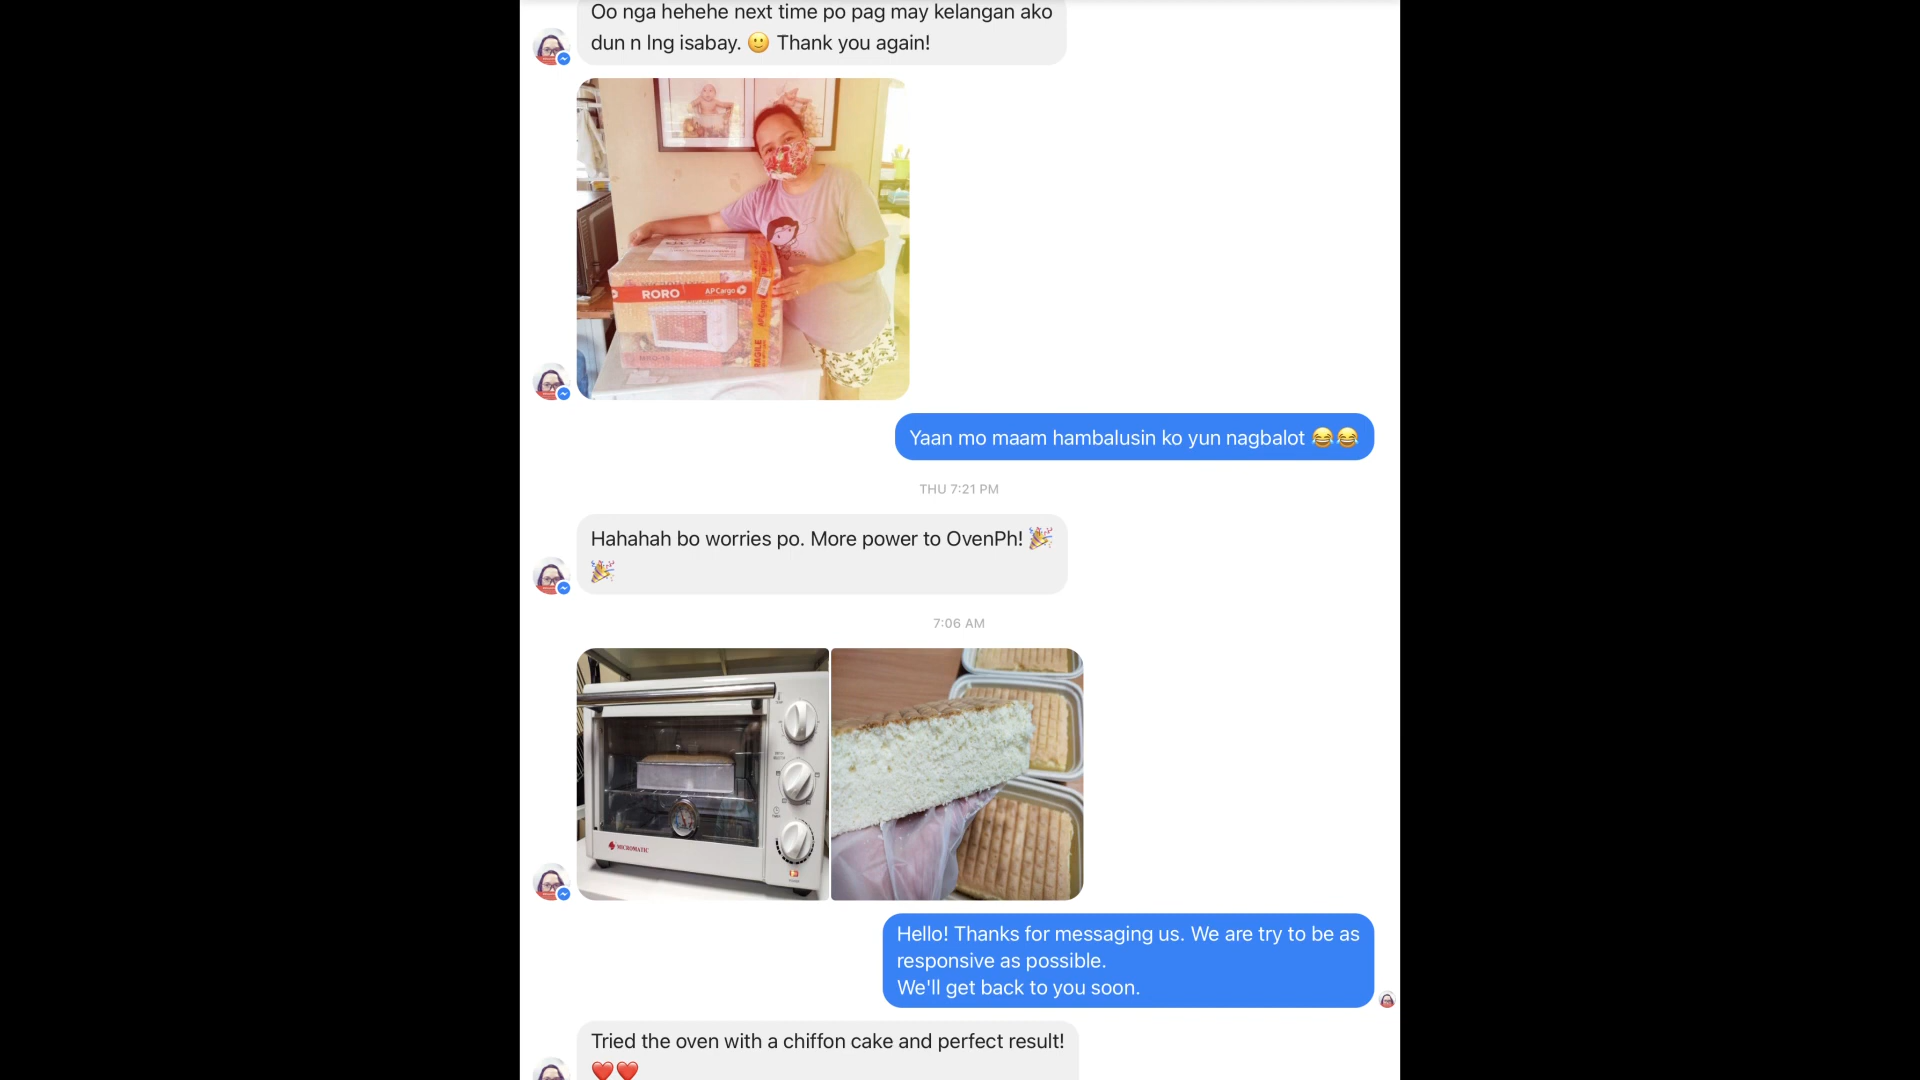 Oo nga hehehe next time po pag may kelangan ako
dun n lng isabay. 🙂 Thank you again!
RORO
AP Cargo
FRAGILE
Yaan mo maam hambalusin ko yun nagbalot 😂😂
THU 7:21 PM
Hahahah bo worries po. More power to OvenPh! 🎉
🎉
7:06 AM
MICROMATIC
Hello! Thanks for messaging us. We are try to be as
responsive as possible.
We'll get back to you soon.
Tried the oven with a chiffon cake and perfect result!
❤️❤️